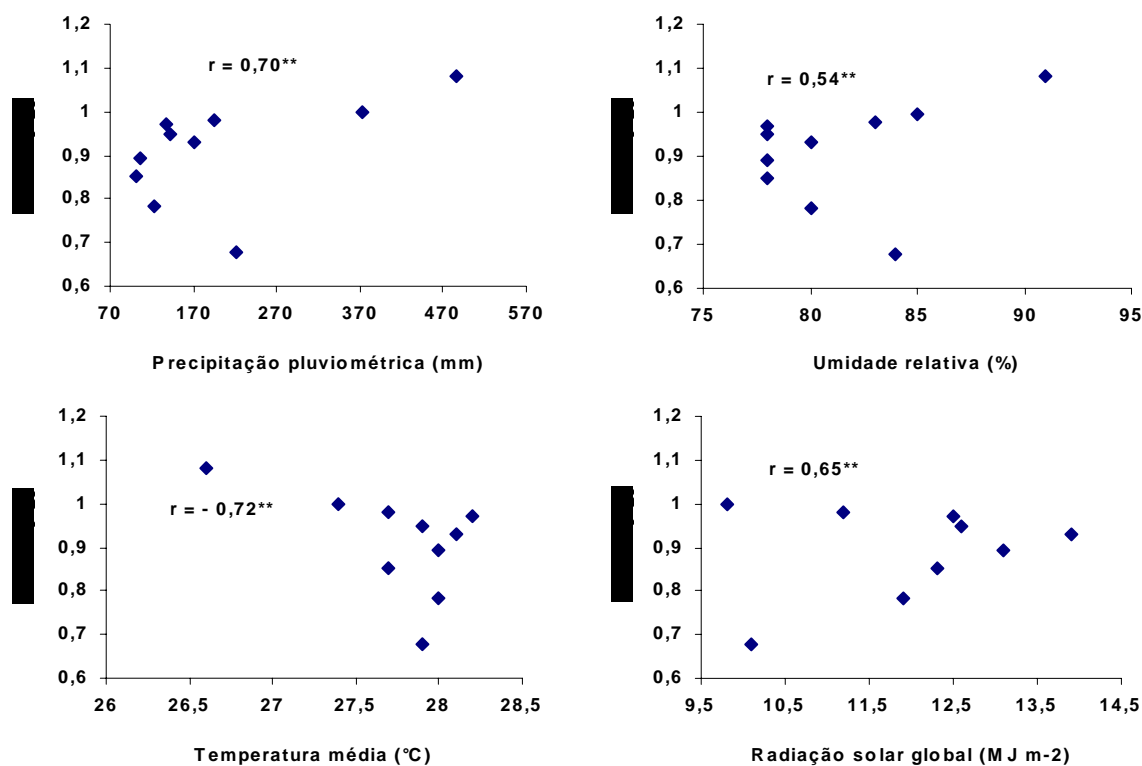 1,2
1,1
1
0,9
0,8
0,7
0,6
r = 0,70**
70 170 270 370 470 570
Precipitação pluviométrica (mm)
1,2
1,1
1
0,9
0,8
0,7
0,6
r = 0,54**
75 80 85 90 95
Umidade relativa (%)
1,2
1,1
1
0,9
0,8
0,7
0,6
r = - 0,72**
26 26,5 27 27,5 28 28,5
Temperatura média (°C)
1,2
1,1
1
0,9
0,8
0,7
0,6
r = 0,65**
9,5 10,5 11,5 12,5 13,5 14,5
Radiação solar global (MJ m-2)